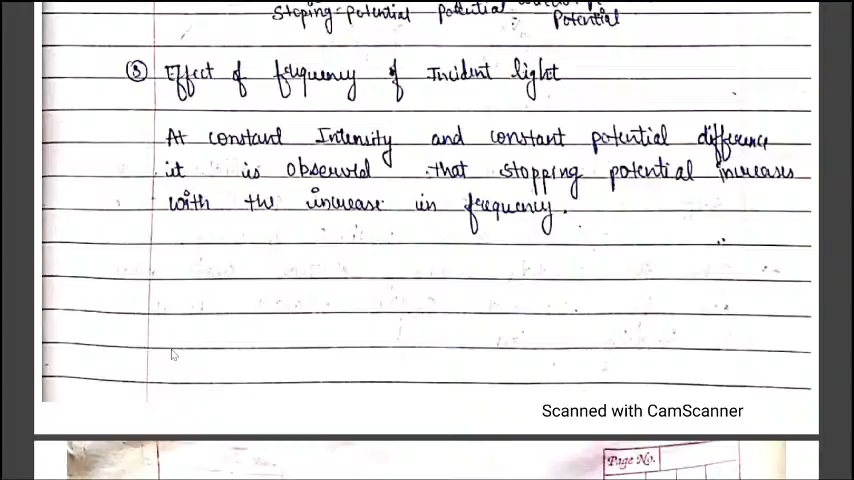 Stoping-potential potential
Potential
③ Effect of frequency of Incident light
At constant Intensity and constant potential difference
it is observed that stopping potential increases
with the increase in frequency.
Scanned with CamScanner
Page No.